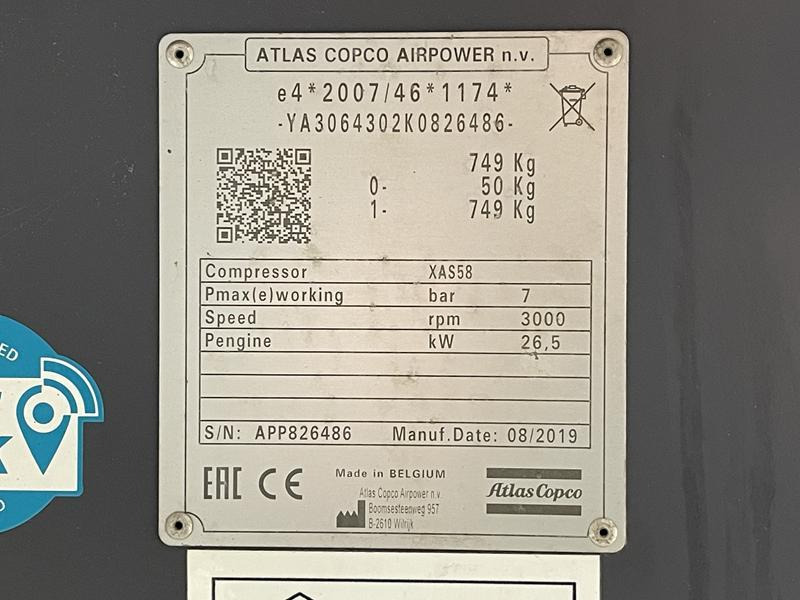 ATLAS COPCO AIRPOWER n.v.
e4*2007/46*1174*
-YA3064302K0826486-
749 Kg
0- 50 Kg
1- 749 Kg
Compressor XAS58
Pmax(e)working bar 7
Speed rpm 3000
Pengine kW 26,5
S/N: APP826486 Manuf.Date: 08/2019
EAC CE
Made in BELGIUM
Atlas Copco Airpower n.v.
Boomsesteenweg 957
B-2610 Wilrijk
Atlas Copco